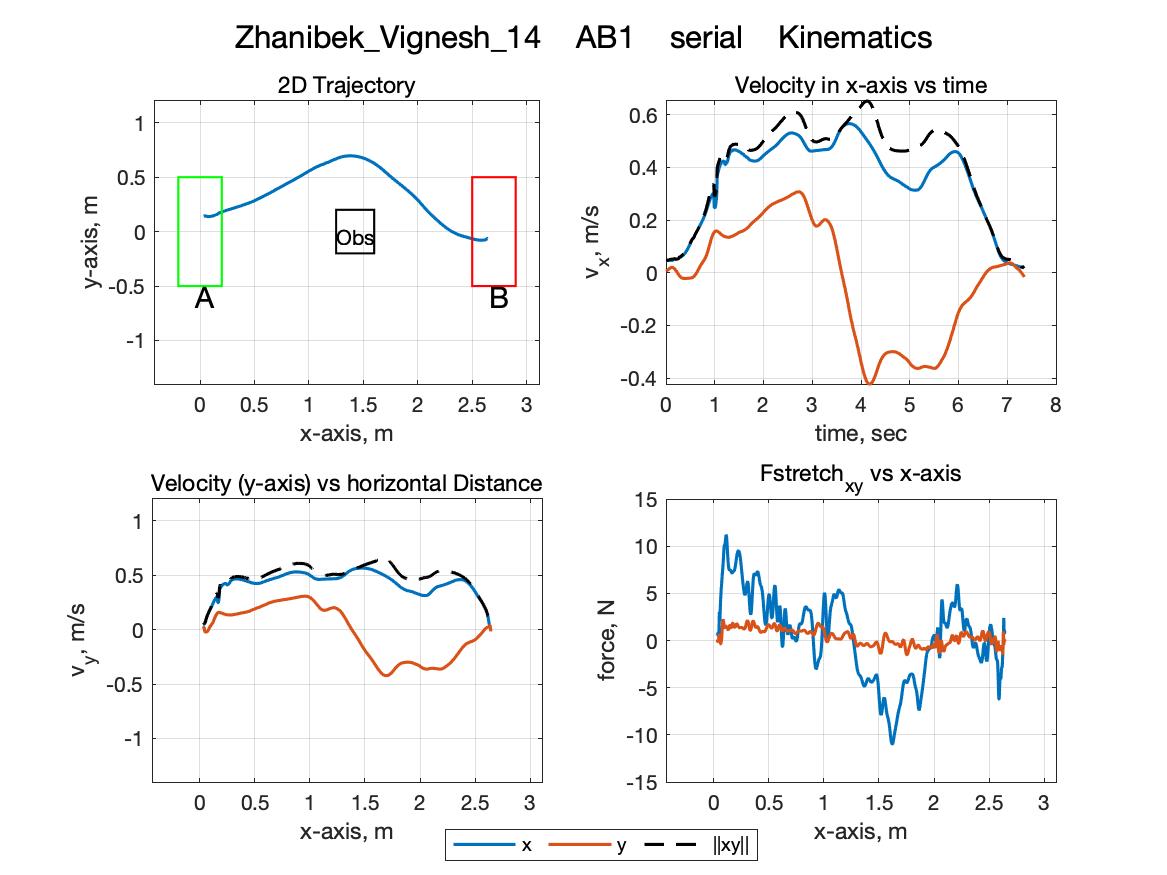 Zhanibek_Vignesh_14 AB1 serial Kinematics
2D Trajectory
1
0.5
0
-0.5
-1
y-axis, m
Obs
A
B
0 0.5 1 1.5 2 2.5 3
x-axis, m
Velocity in x-axis vs time
0.6
0.4
0.2
0
-0.2
-0.4
v_x, m/s
0 1 2 3 4 5 6 7 8
time, sec
Velocity (y-axis) vs horizontal Distance
1
0.5
0
-0.5
-1
v_y, m/s
0 0.5 1 1.5 2 2.5 3
x-axis, m
Fstretch_xy vs x-axis
15
10
5
0
-5
-10
-15
force, N
0 0.5 1 1.5 2 2.5 3
x-axis, m
x y ||xy||